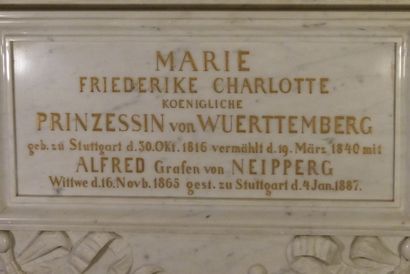 MARIE
FRIEDERIKE CHARLOTTE
KOENIGLICHE
PRINZESSIN von WUERTTEMBERG
geb. zu Stuttgart d. 30. Okt. 1816 vermählt d. 19. März 1840 mit
ALFRED Grafen von NEIPPERG
Wittwe d. 16. Novb. 1865 gest. zu Stuttgart d. 4. Jan. 1887.